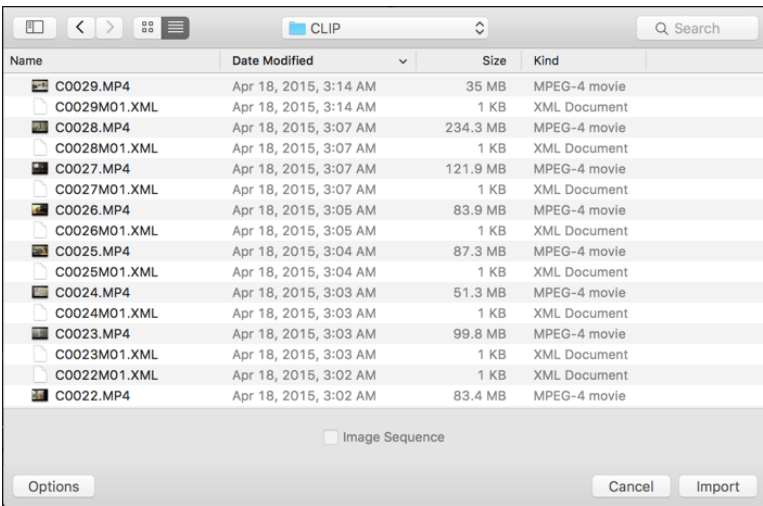 CLIP Search
Name Date Modified Size Kind
C0029.MP4 Apr 18, 2015, 3:14 AM 35 MB MPEG-4 movie
C0029M01.XML Apr 18, 2015, 3:14 AM 1 KB XML Document
C0028.MP4 Apr 18, 2015, 3:07 AM 234.3 MB MPEG-4 movie
C0028M01.XML Apr 18, 2015, 3:07 AM 1 KB XML Document
C0027.MP4 Apr 18, 2015, 3:07 AM 121.9 MB MPEG-4 movie
C0027M01.XML Apr 18, 2015, 3:07 AM 1 KB XML Document
C0026.MP4 Apr 18, 2015, 3:05 AM 83.9 MB MPEG-4 movie
C0026M01.XML Apr 18, 2015, 3:05 AM 1 KB XML Document
C0025.MP4 Apr 18, 2015, 3:04 AM 87.3 MB MPEG-4 movie
C0025M01.XML Apr 18, 2015, 3:04 AM 1 KB XML Document
C0024.MP4 Apr 18, 2015, 3:03 AM 51.3 MB MPEG-4 movie
C0024M01.XML Apr 18, 2015, 3:03 AM 1 KB XML Document
C0023.MP4 Apr 18, 2015, 3:03 AM 99.8 MB MPEG-4 movie
C0023M01.XML Apr 18, 2015, 3:03 AM 1 KB XML Document
C0022M01.XML Apr 18, 2015, 3:02 AM 1 KB XML Document
C0022.MP4 Apr 18, 2015, 3:02 AM 83.4 MB MPEG-4 movie
Image Sequence
Options Cancel Import